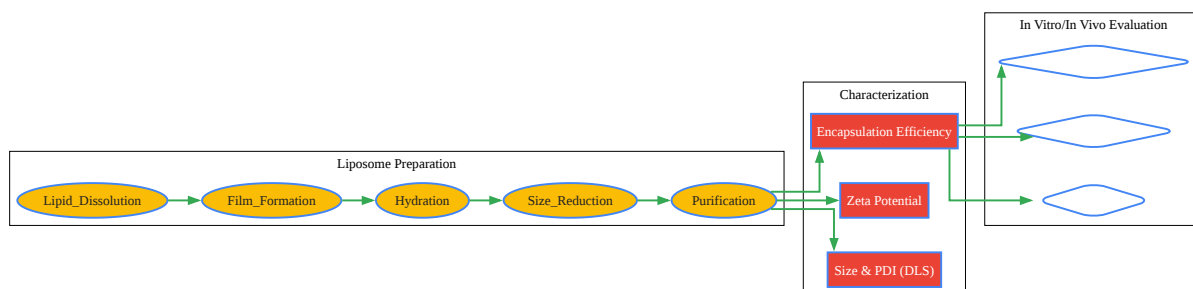 In Vitro/In Vivo Evaluation
Characterization
Encapsulation Efficiency
Liposome Preparation
Lipid_Dissolution
Film_Formation
Hydration
Size_Reduction
Purification
Zeta Potential
Size & PDI (DLS)